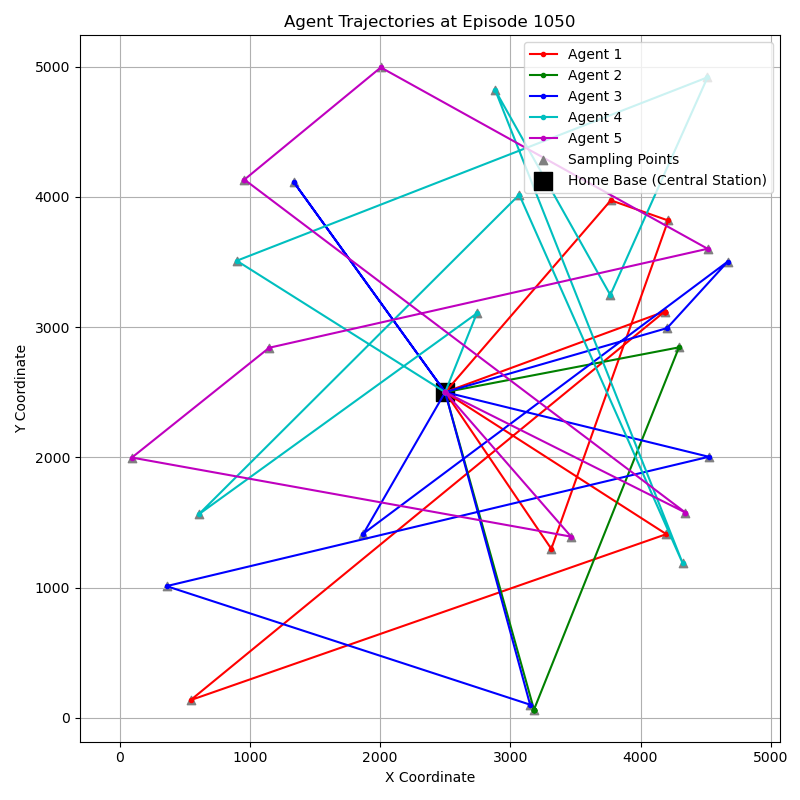 Agent Trajectories at Episode 1050
Agent 1
Agent 2
Agent 3
Agent 4
Agent 5
Sampling Points
Home Base (Central Station)
5000
4000
3000
2000
1000
0
Y Coordinate
0
1000
2000
3000
4000
5000
X Coordinate